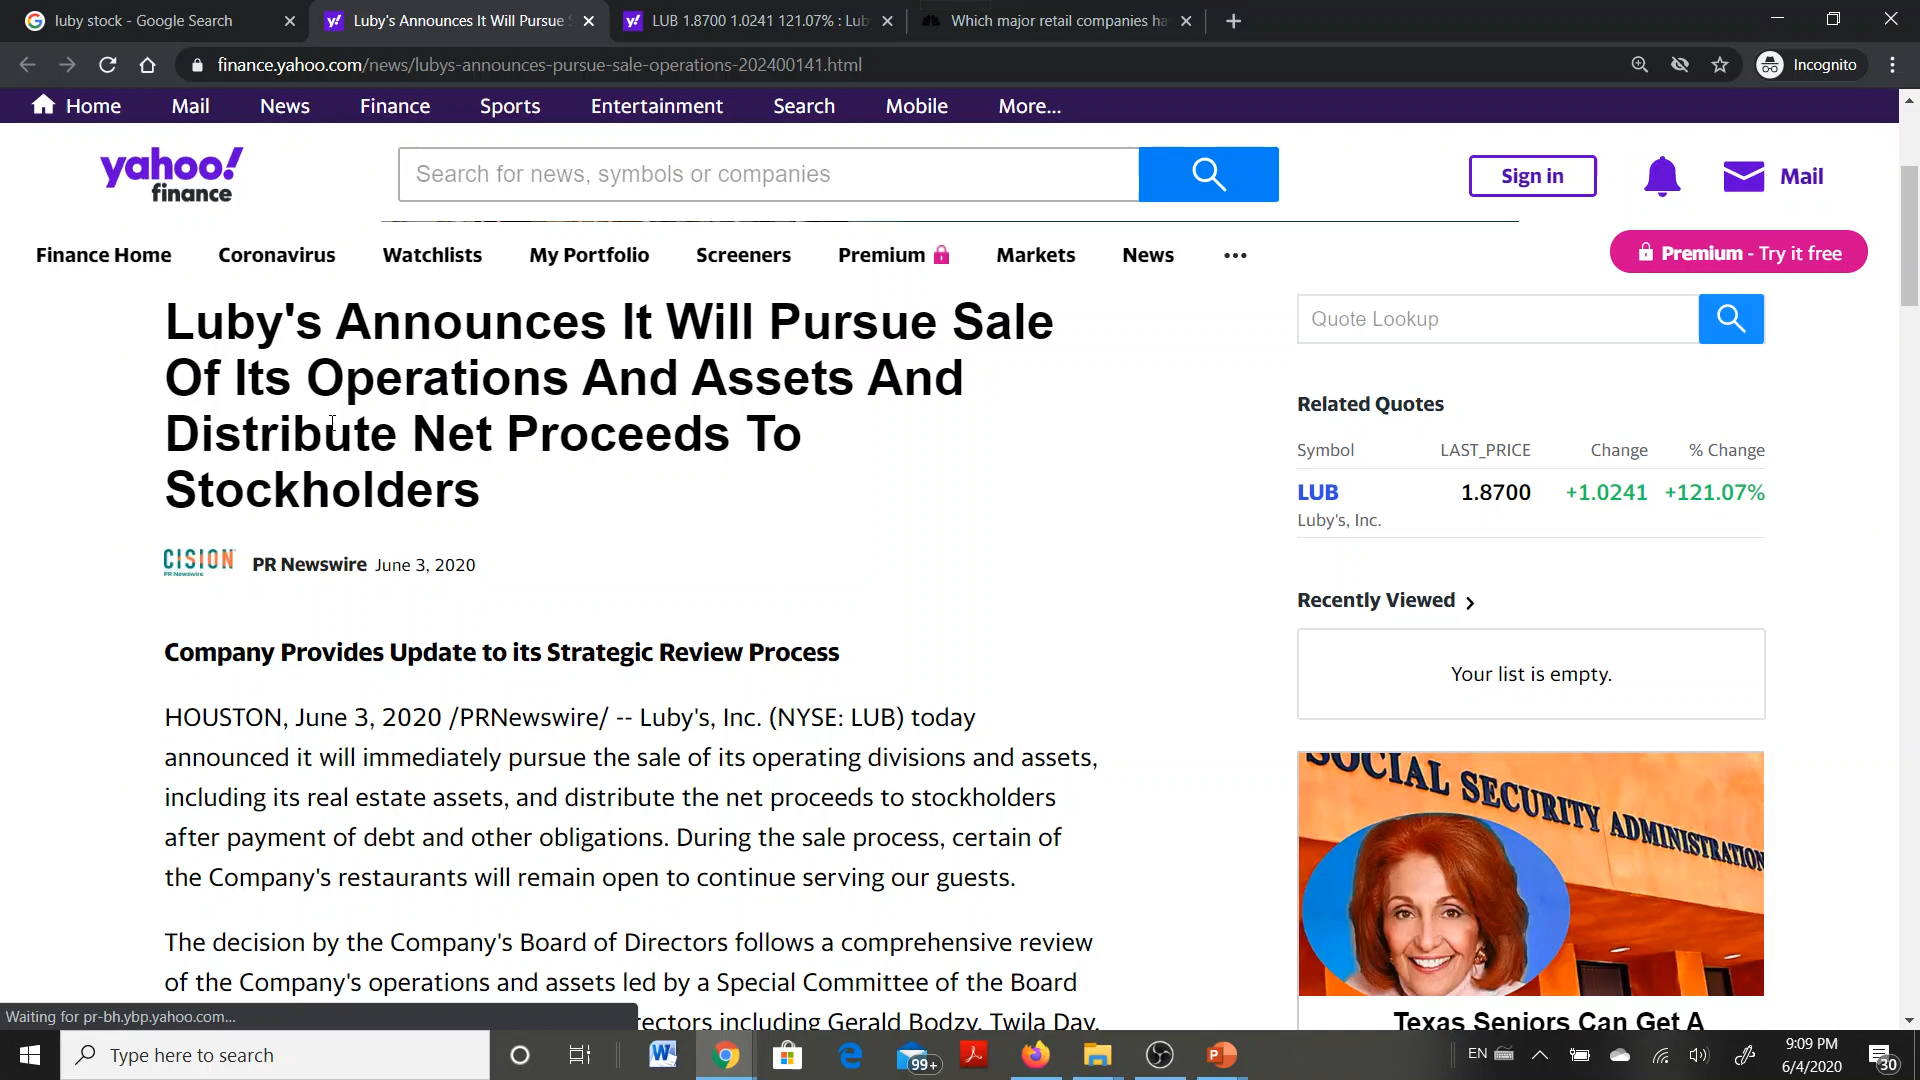 luby stock - Google Search
Luby's Announces It Will Pursue
LUB 1.8700 1.0241 121.07% : Lub
Which major retail companies ha
finance.yahoo.com/news/lubys-announces-pursue-sale-operations-202400141.html
Incognito
Home Mail News Finance Sports Entertainment Search Mobile More...
yahoo!
finance
Search for news, symbols or companies
Sign in
Mail
Finance Home Coronavirus Watchlists My Portfolio Screeners Premium Markets News
Premium - Try it free
Luby's Announces It Will Pursue Sale
Of Its Operations And Assets And
Distribute Net Proceeds To
Stockholders
CISION
PR Newswire
PR Newswire June 3, 2020
Company Provides Update to its Strategic Review Process
HOUSTON, June 3, 2020 /PRNewswire/ -- Luby's, Inc. (NYSE: LUB) today
announced it will immediately pursue the sale of its operating divisions and assets,
including its real estate assets, and distribute the net proceeds to stockholders
after payment of debt and other obligations. During the sale process, certain of
the Company's restaurants will remain open to continue serving our guests.
The decision by the Company's Board of Directors follows a comprehensive review
of the Company's operations and assets led by a Special Committee of the Board
rectors including Gerald Bodzy, Twila Day,
Quote Lookup
Related Quotes
Symbol LAST_PRICE Change % Change
LUB 1.8700 +1.0241 +121.07%
Luby's, Inc.
Recently Viewed
Your list is empty.
SOCIAL SECURITY ADMINISTRATION
Texas Seniors Can Get A
Waiting for pr-bh.ybp.yahoo.com...
Type here to search
99+
EN
9:09 PM
6/4/2020
30